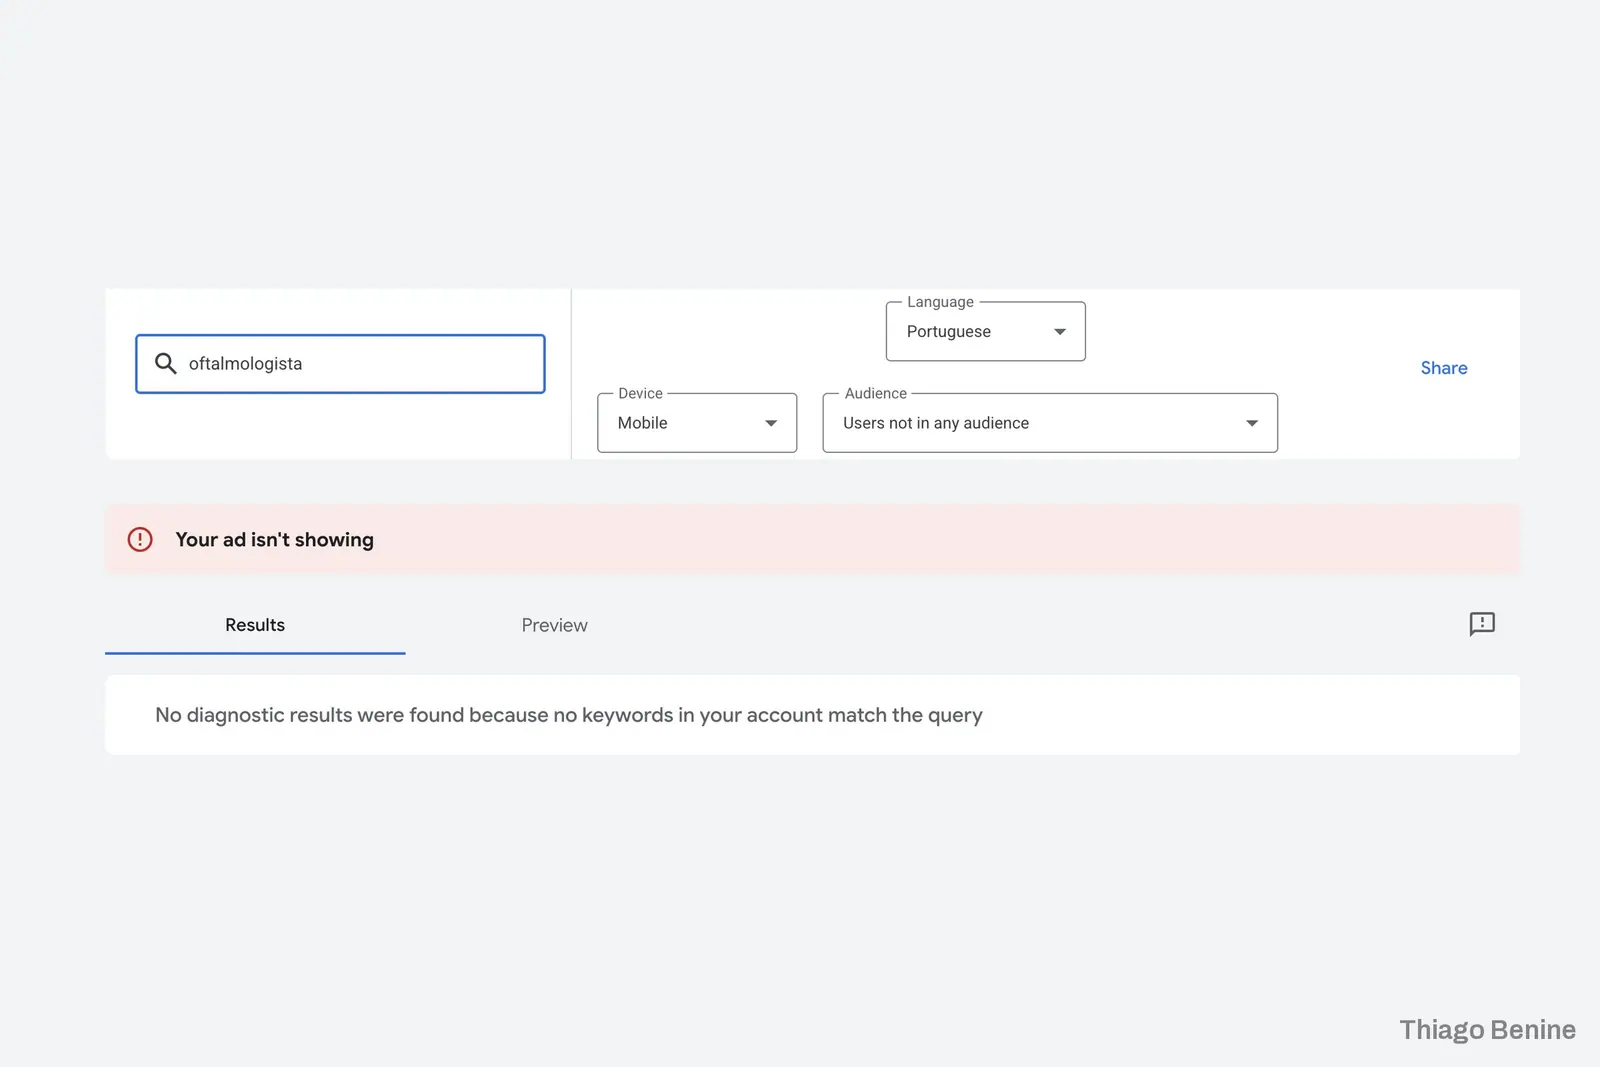 oftalmologista
Language
Portuguese
Device
Mobile
Audience
Users not in any audience
Share
Your ad isn't showing
Results
Preview
No diagnostic results were found because no keywords in your account match the query
Thiago Benine